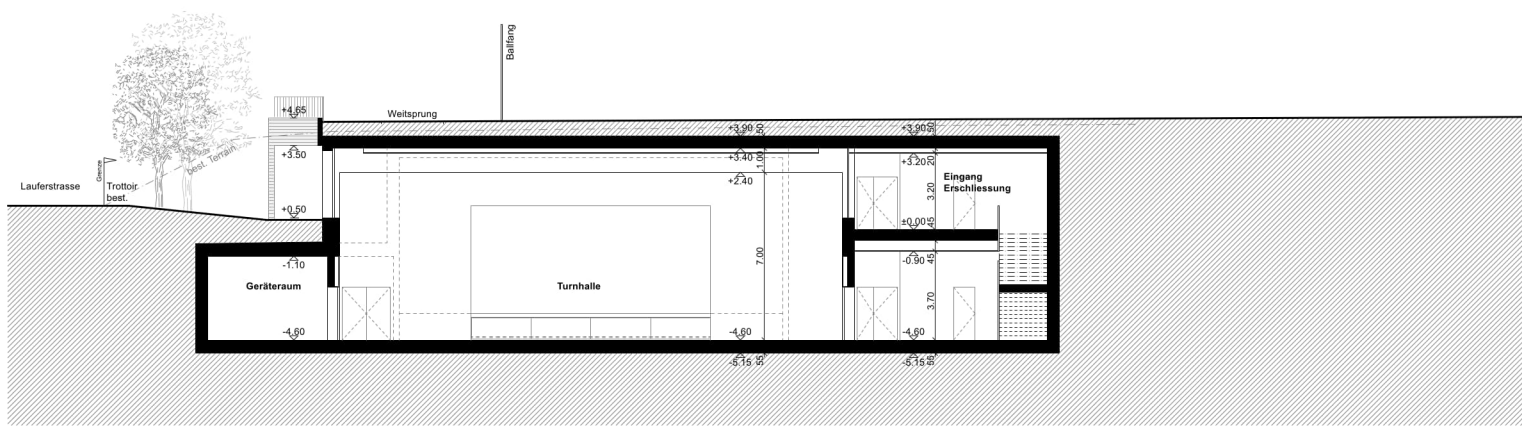 Ballfang
+4.65
Weitsprung
+3.90
50
+3.90
50
Grenze
best. Terrain
+3.50
+3.40
1.00
+3.20
20
Lauferstrasse
Trottoir
best.
+2.40
Eingang
Erschliessung
3.20
+0.50
±0.00
45
-1.10
7.00
-0.90
45
Geräteraum
Turnhalle
3.70
-4.60
-4.60
-4.60
-5.15
55
-5.15
55